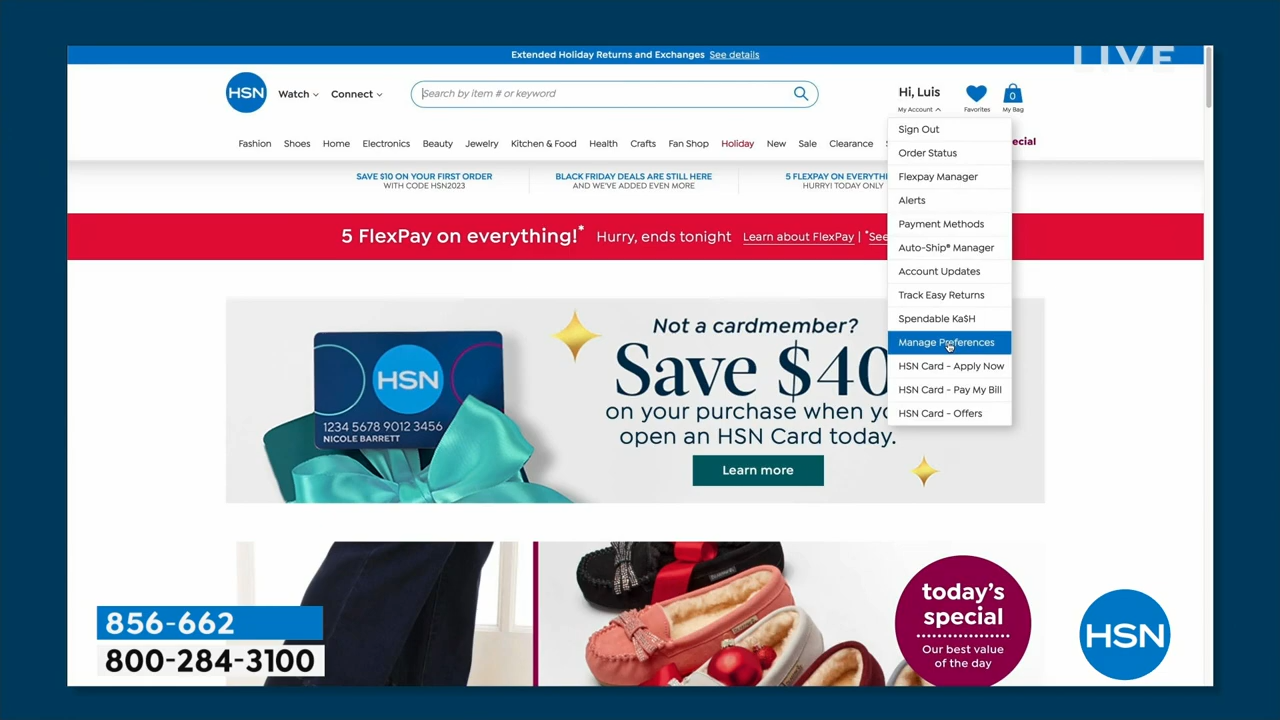 Extended Holiday Returns and Exchanges See details
LIVE
HSN
Watch
Connect
Search by item # or keyword
Hi, Luis
My Account
Favorites
0
My Bag
Fashion Shoes Home Electronics Beauty Jewelry Kitchen & Food Health Crafts Fan Shop Holiday New Sale Clearance
ecial
Sign Out
Order Status
Flexpay Manager
Alerts
Payment Methods
Auto-Ship® Manager
Account Updates
Track Easy Returns
Spendable Ka$H
Manage Preferences
HSN Card - Apply Now
HSN Card - Pay My Bill
HSN Card - Offers
SAVE $10 ON YOUR FIRST ORDER
WITH CODE HSN2023
BLACK FRIDAY DEALS ARE STILL HERE
AND WE'VE ADDED EVEN MORE
5 FLEXPAY ON EVERYTHI
HURRY! TODAY ONLY
5 FlexPay on everything!* Hurry, ends tonight Learn about FlexPay | *See
Not a cardmember?
Save $40
on your purchase when yo
open an HSN Card today.
Learn more
HSN
1234 5678 9012 3456
NICOLE BARRETT
today's
special
Our best value
of the day
856-662
800-284-3100
HSN